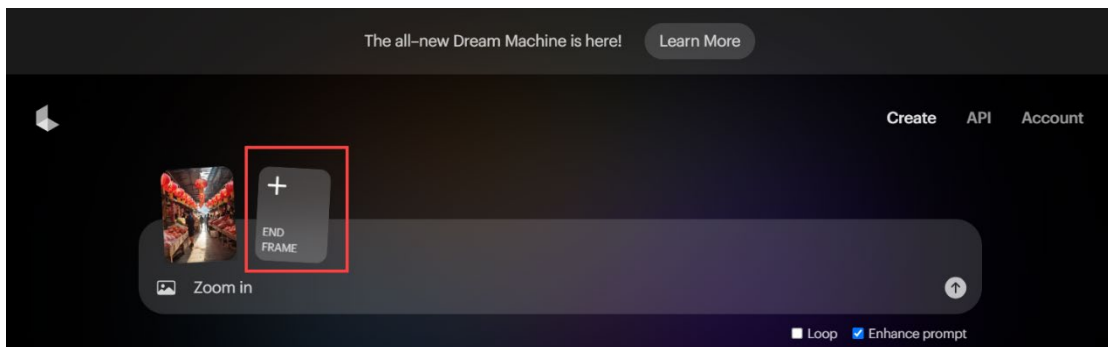 The all-new Dream Machine is here! Learn More
Create API Account
+
END
FRAME
Zoom in
Loop Enhance prompt